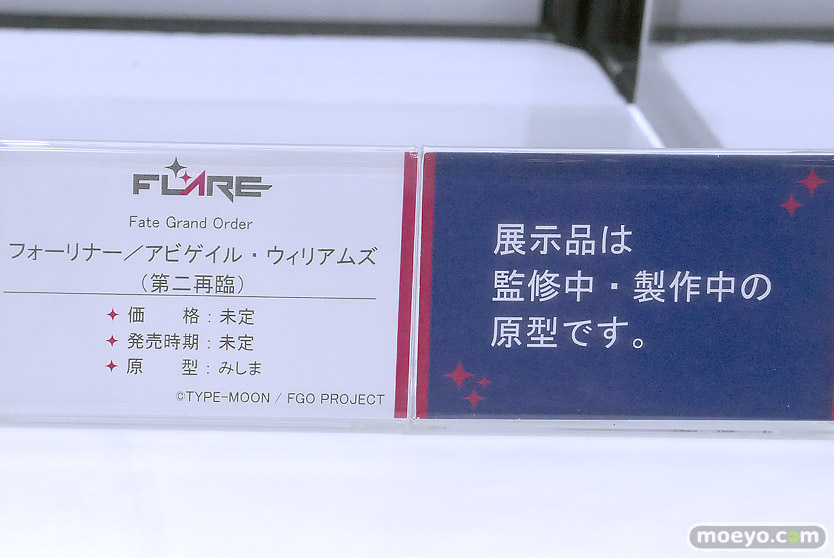 FLARE
Fate Grand Order
フォーリナー／アビゲイル・ウィリアムズ
（第二再臨）
価　　格：未定
発売時期：未定
原　　型：みしま
©TYPE-MOON / FGO PROJECT
展示品は
監修中・製作中の
原型です。
moeyo.com